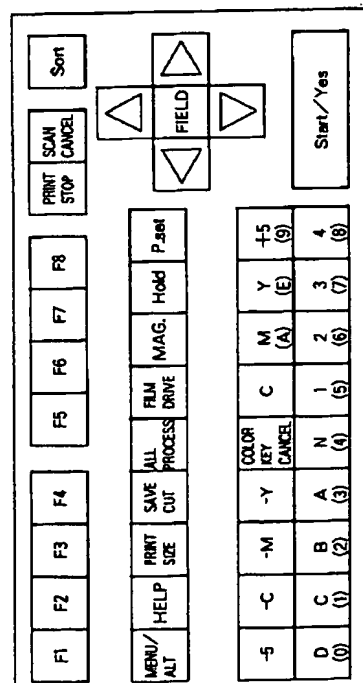 F1
F2
F3
F4
F5
F6
F7
F8
PRINT
STOP
SCAN
CANCEL
Sort
MENU/
ALT
HELP
PRINT
SIZE
SAVE
CUT
ALL
PROCESS
FILM
DRIVE
MAG.
Hold
P.set
FIELD
-5
-C
-M
-Y
COLOR
KEY
CANCEL
C
M
(A)
Y
(E)
+5
(9)
D
(0)
C
(1)
B
(2)
A
(3)
N
(4)
1
(5)
2
(6)
3
(7)
4
(8)
Start/Yes